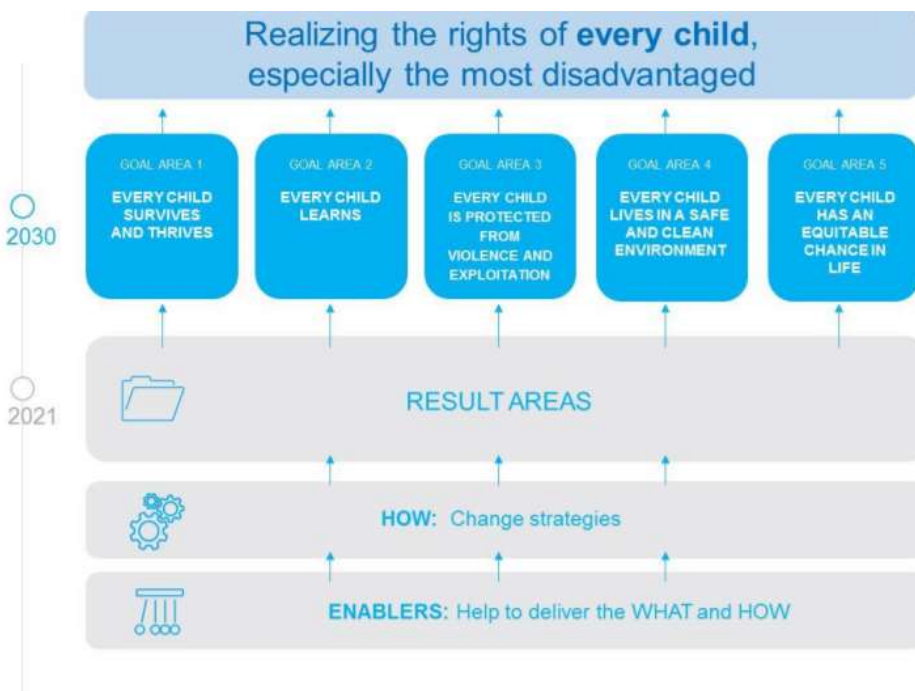 Realizing the rights of every child,
especially the most disadvantaged
GOAL AREA 1
EVERY CHILD
SURVIVES
AND THRIVES
GOAL AREA 2
EVERY CHILD
LEARNS
GOAL AREA 3
EVERY CHILD
IS PROTECTED
FROM
VIOLENCE AND
EXPLOITATION
GOAL AREA 4
EVERY CHILD
LIVES IN A SAFE
AND CLEAN
ENVIRONMENT
GOAL AREA 5
EVERY CHILD
HAS AN
EQUITABLE
CHANCE IN
LIFE
2030
RESULT AREAS
2021
HOW: Change strategies
ENABLERS: Help to deliver the WHAT and HOW